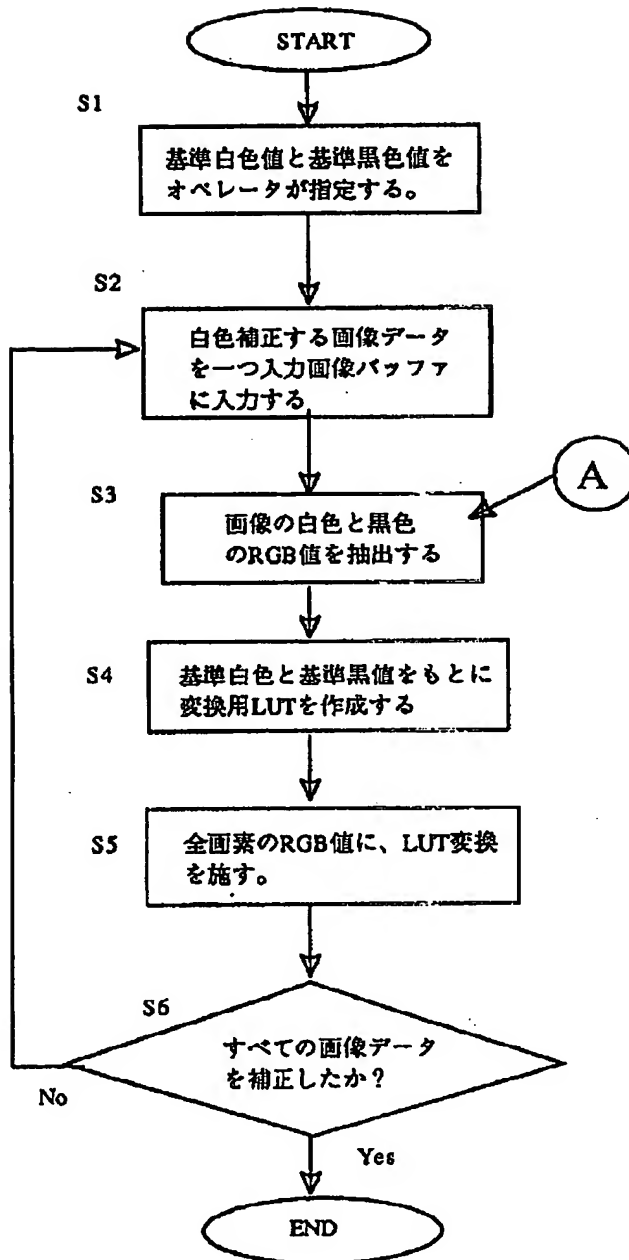 START
S1
基準白色値と基準黒色値を
オペレータが指定する。
S2
白色補正する画像データ
を一つ入力画像バッファ
に入力する
A
S3
画像の白色と黒色
のRGB値を抽出する
S4
基準白色と基準黒値をもとに
変換用LUTを作成する
S5
全画素のRGB値に、LUT変換
を施す。
S6
すべての画像データ
を補正したか？
No
Yes
END